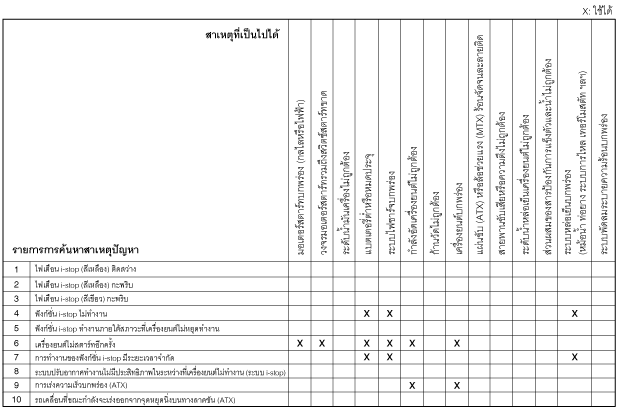 X: ใช้ได้
สาเหตุที่เป็นไปได้
มอเตอร์สตาร์ทบกพร่อง (กลไกหรือไฟฟ้า)
วงจรมอเตอร์สตาร์ทรวมถึงสวิตช์สตาร์ทขาด
ระดับน้ำมันเครื่องไม่ถูกต้อง
แบตเตอรี่ต่ำหรือหมดประจุ
ระบบไฟชาร์จบกพร่อง
กำลังอัดเครื่องยนต์ไม่ถูกต้อง
ก้านวัดไม่ถูกต้อง
เครื่องยนต์บกพร่อง
แผ่นขับ (ATX) หรือล้อช่วยแรง (MTX) ร้อนจัดจนละลายติด
สายพานขับเสียหรือความตึงไม่ถูกต้อง
ระดับน้ำหล่อเย็นเครื่องยนต์ไม่ถูกต้อง
ส่วนผสมของสารป้องกันการแข็งตัวและน้ำไม่ถูกต้อง
ระบบหล่อเย็นบกพร่อง
(หม้อน้ำ ท่อยาง ระบบการไหล เทอร์โมสตัท ฯลฯ)
ระบบพัดลมระบายความร้อนบกพร่อง
รายการการค้นหาสาเหตุปัญหา
1 ไฟเตือน i-stop (สีเหลือง) ติดสว่าง
2 ไฟเตือน i-stop (สีเหลือง) กะพริบ
3 ไฟเตือน i-stop (สีเขียว) กะพริบ
4 ฟังก์ชั่น i-stop ไม่ทำงาน X X X
5 ฟังก์ชั่น i-stop ทำงานภายใต้สภาวะที่เครื่องยนต์ไม่หยุดทำงาน
6 เครื่องยนต์ไม่สตาร์ทอีกครั้ง X X X X X X
7 การทำงานของฟังก์ชั่น i-stop มีระยะเวลาจำกัด X X X
8 ระบบปรับอากาศทำงานไม่มีประสิทธิภาพในระหว่างที่เครื่องยนต์ไม่ทำงาน (ระบบ i-stop)
9 การเร่งความเร็วบกพร่อง (ATX) X X
10 รถเคลื่อนที่ขณะกำลังจะเร่งออกจากจุดหยุดนิ่งบนทางลาดชัน (ATX)